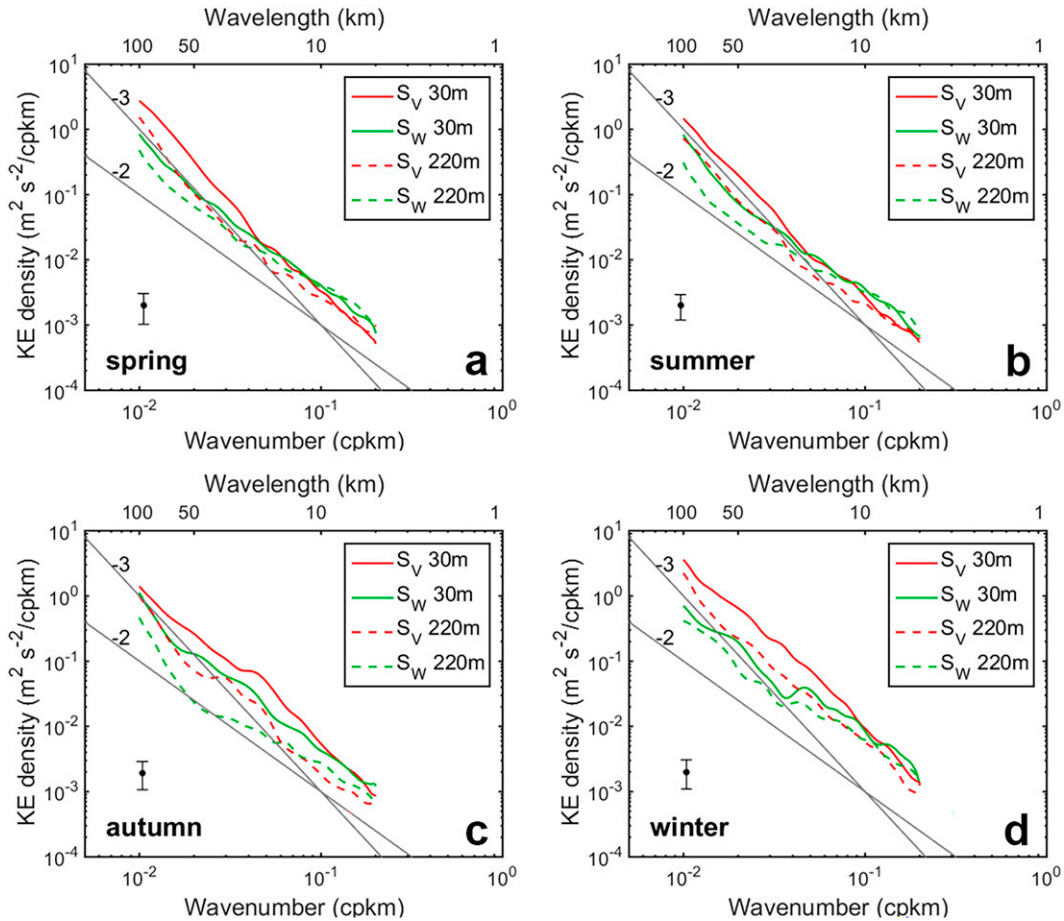 Wavelength (km)
100 50 10 1
10^1
10^0
10^-1
10^-2
10^-3
10^-4
KE density (m^2 s^-2/cpkm)
-3
-2
S_V 30m
S_W 30m
S_V 220m
S_W 220m
spring
a
10^-2 10^-1 10^0
Wavenumber (cpkm)
Wavelength (km)
100 50 10 1
10^1
10^0
10^-1
10^-2
10^-3
10^-4
KE density (m^2 s^-2/cpkm)
-3
-2
S_V 30m
S_W 30m
S_V 220m
S_W 220m
summer
b
10^-2 10^-1 10^0
Wavenumber (cpkm)
Wavelength (km)
100 50 10 1
10^1
10^0
10^-1
10^-2
10^-3
10^-4
KE density (m^2 s^-2/cpkm)
-3
-2
S_V 30m
S_W 30m
S_V 220m
S_W 220m
autumn
c
10^-2 10^-1 10^0
Wavenumber (cpkm)
Wavelength (km)
100 50 10 1
10^1
10^0
10^-1
10^-2
10^-3
10^-4
KE density (m^2 s^-2/cpkm)
-3
-2
S_V 30m
S_W 30m
S_V 220m
S_W 220m
winter
d
10^-2 10^-1 10^0
Wavenumber (cpkm)